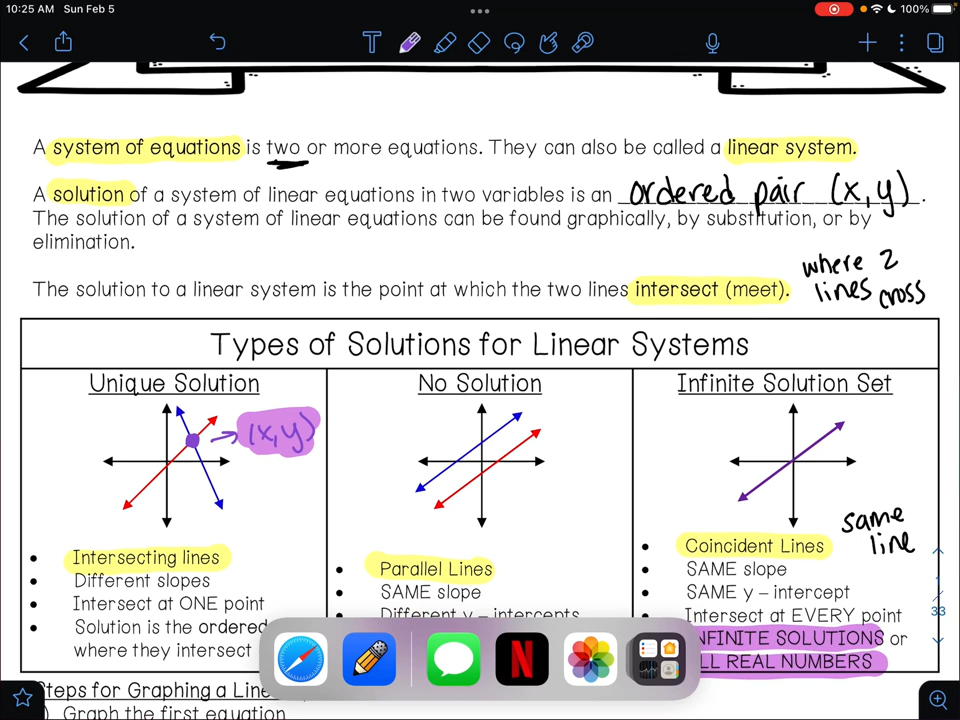 10:25 AM Sun Feb 5
100%
A system of equations is two or more equations. They can also be called a linear system.
A solution of a system of linear equations in two variables is an ordered pair (x, y).
The solution of a system of linear equations can be found graphically, by substitution, or by
elimination.
The solution to a linear system is the point at which the two lines intersect (meet).
where 2
lines cross
Types of Solutions for Linear Systems
Unique Solution
(x, y)
• Intersecting lines
• Different slopes
• Intersect at ONE point
• Solution is the ordered
where they intersect
No Solution
• Parallel Lines
• SAME slope
Different y – intercepts
Infinite Solution Set
same
line
• Coincident Lines
• SAME slope
• SAME y – intercept
Intersect at EVERY point
NFINITE SOLUTIONS or
LL REAL NUMBERS
33
Steps for Graphing a Line
) Graph the first equation